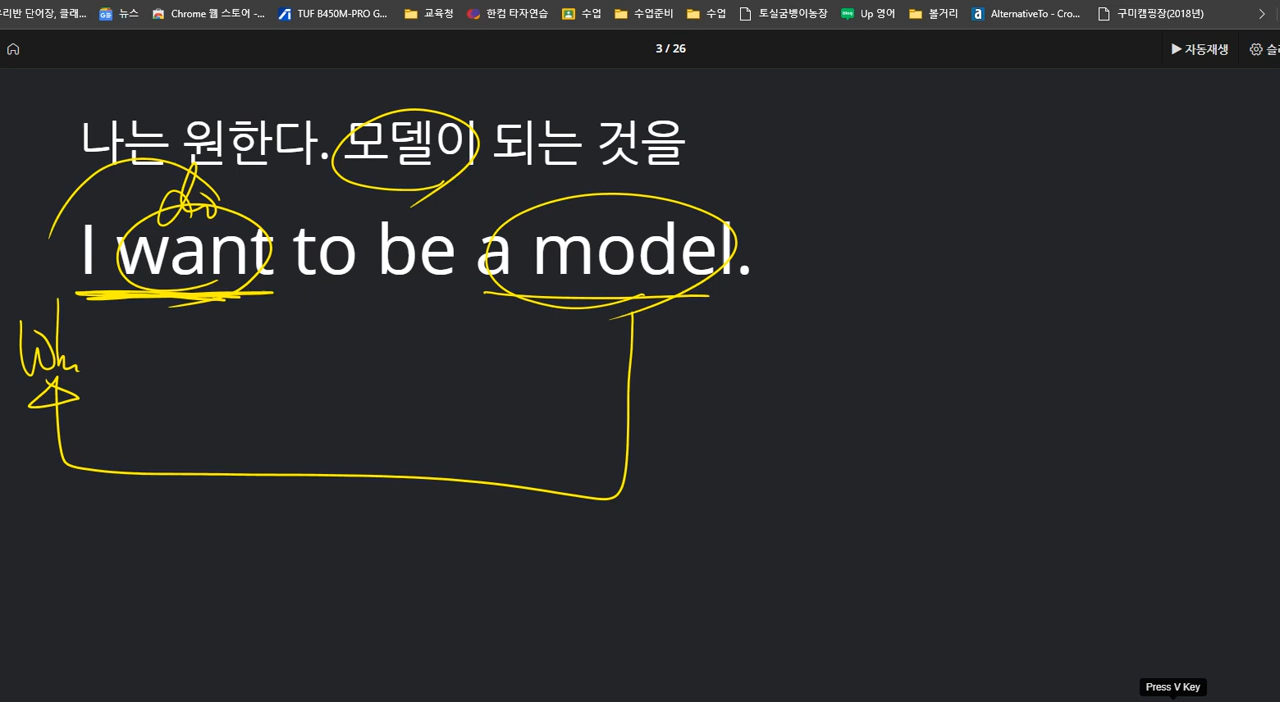 우리반 단어장, 클래... 뉴스 Chrome 웹 스토어 -... TUF B450M-PRO G... 교육청 한컴 타자연습 수업 수업준비 수업 토실굼벵이농장 Up 영어 볼거리 AlternativeTo - Cro... 구미캠핑장(2018년)
3 / 26 자동재생
나는 원한다. 모델이 되는 것을
I want to be a model.
Wh
Press V Key